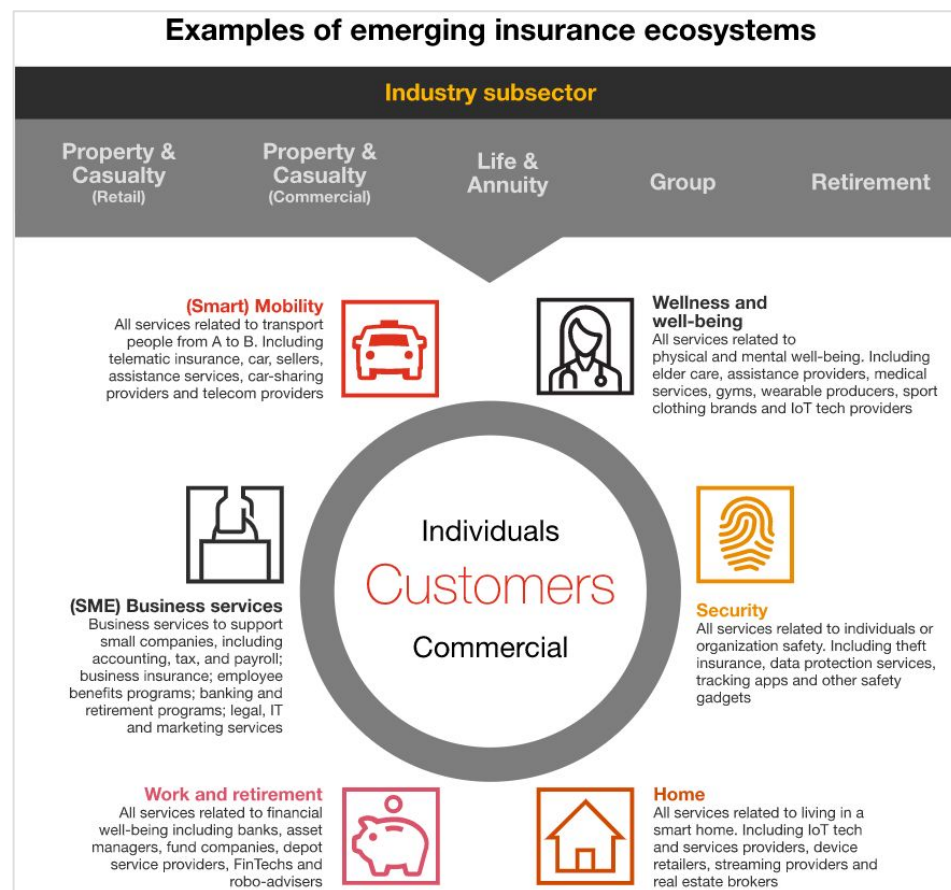 Examples of emerging insurance ecosystems
Industry subsector
Property &
Casualty
(Retail)
Property &
Casualty
(Commercial)
Life &
Annuity
Group
Retirement
(Smart) Mobility
All services related to transport
people from A to B. Including
telematic insurance, car, sellers,
assistance services, car-sharing
providers and telecom providers
Wellness and
well-being
All services related to
physical and mental well-being. Including
elder care, assistance providers, medical
services, gyms, wearable producers, sport
clothing brands and IoT tech providers
Individuals
Customers
Commercial
(SME) Business services
Business services to support
small companies, including
accounting, tax, and payroll;
business insurance; employee
benefits programs; banking and
retirement programs; legal, IT
and marketing services
Security
All services related to individuals or
organization safety. Including theft
insurance, data protection services,
tracking apps and other safety
gadgets
Work and retirement
All services related to financial
well-being including banks, asset
managers, fund companies, depot
service providers, FinTechs and
robo-advisers
Home
All services related to living in a
smart home. Including IoT tech
and services providers, device
retailers, streaming providers and
real estate brokers